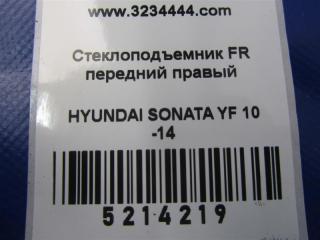 www.3234444.com
Стеклоподъемник FR
передний правый
HYUNDAI SONATA YF 10
-14
5214219